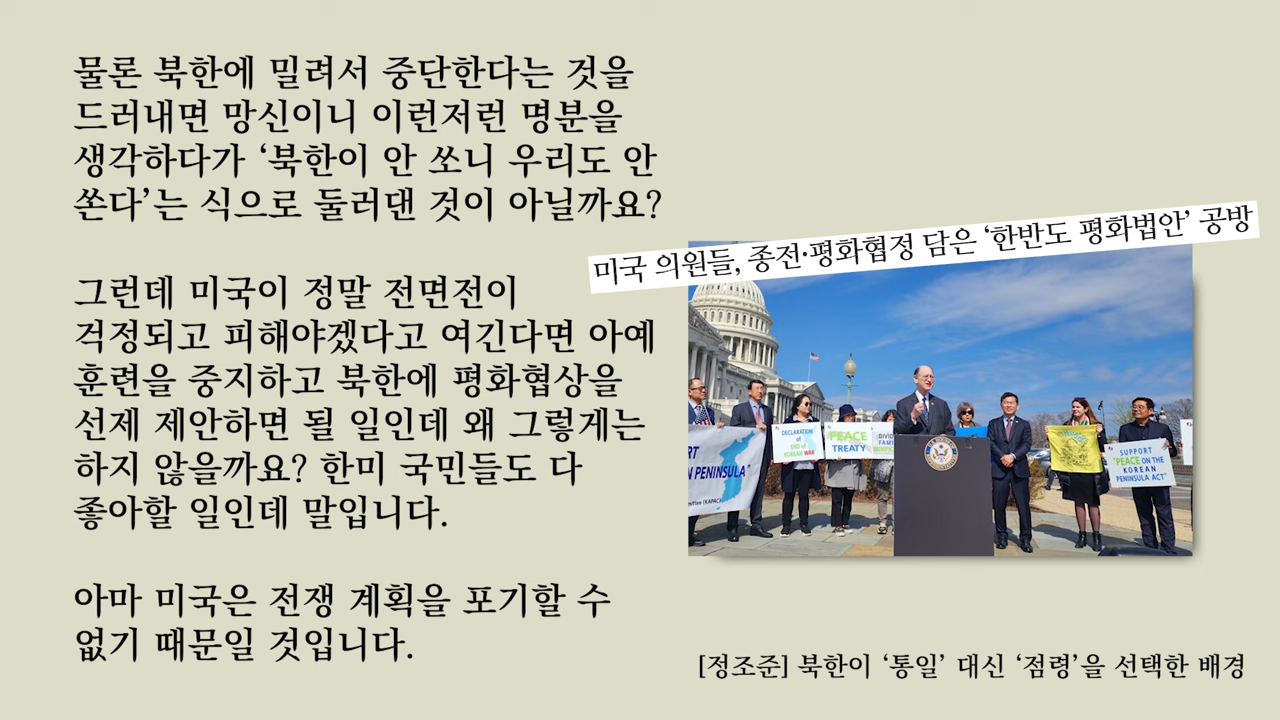 물론 북한에 밀려서 중단한다는 것을
드러내면 망신이니 이런저런 명분을
생각하다가 ‘북한이 안 쏘니 우리도 안
쏜다’는 식으로 둘러댄 것이 아닐까요?
그런데 미국이 정말 전면전이
걱정되고 피해야겠다고 여긴다면 아예
훈련을 중지하고 북한에 평화협상을
선제 제안하면 될 일인데 왜 그렇게는
하지 않을까요? 한미 국민들도 다
좋아할 일인데 말입니다.
아마 미국은 전쟁 계획을 포기할 수
없기 때문일 것입니다.
미국 의원들, 종전·평화협정 담은 ‘한반도 평화법안’ 공방
PENINSULA"
(KAPAC)
DECLARATION
of
END of
KOREAN WAR
PEACE
TREATY
SUPPORT
"PEACE ON THE
KOREAN
PENINSULA ACT"
[정조준] 북한이 ‘통일’ 대신 ‘점령’을 선택한 배경